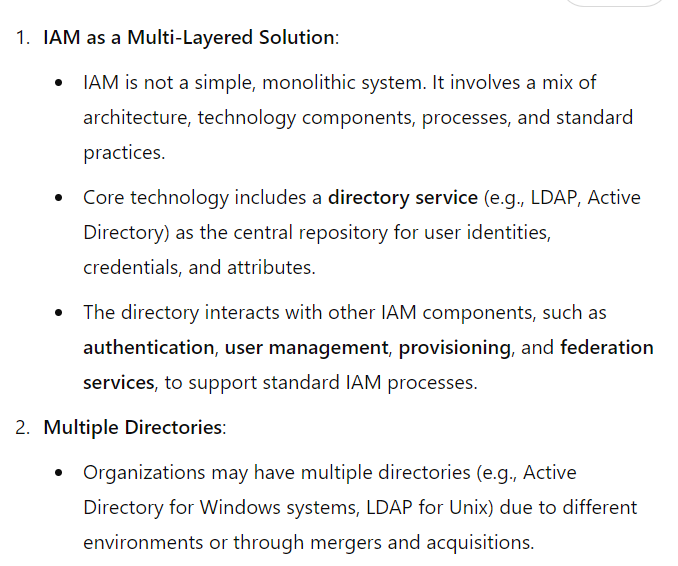 1. IAM as a Multi-Layered Solution:
• IAM is not a simple, monolithic system. It involves a mix of
architecture, technology components, processes, and standard
practices.
• Core technology includes a directory service (e.g., LDAP, Active
Directory) as the central repository for user identities,
credentials, and attributes.
• The directory interacts with other IAM components, such as
authentication, user management, provisioning, and federation
services, to support standard IAM processes.
2. Multiple Directories:
• Organizations may have multiple directories (e.g., Active
Directory for Windows systems, LDAP for Unix) due to different
environments or through mergers and acquisitions.